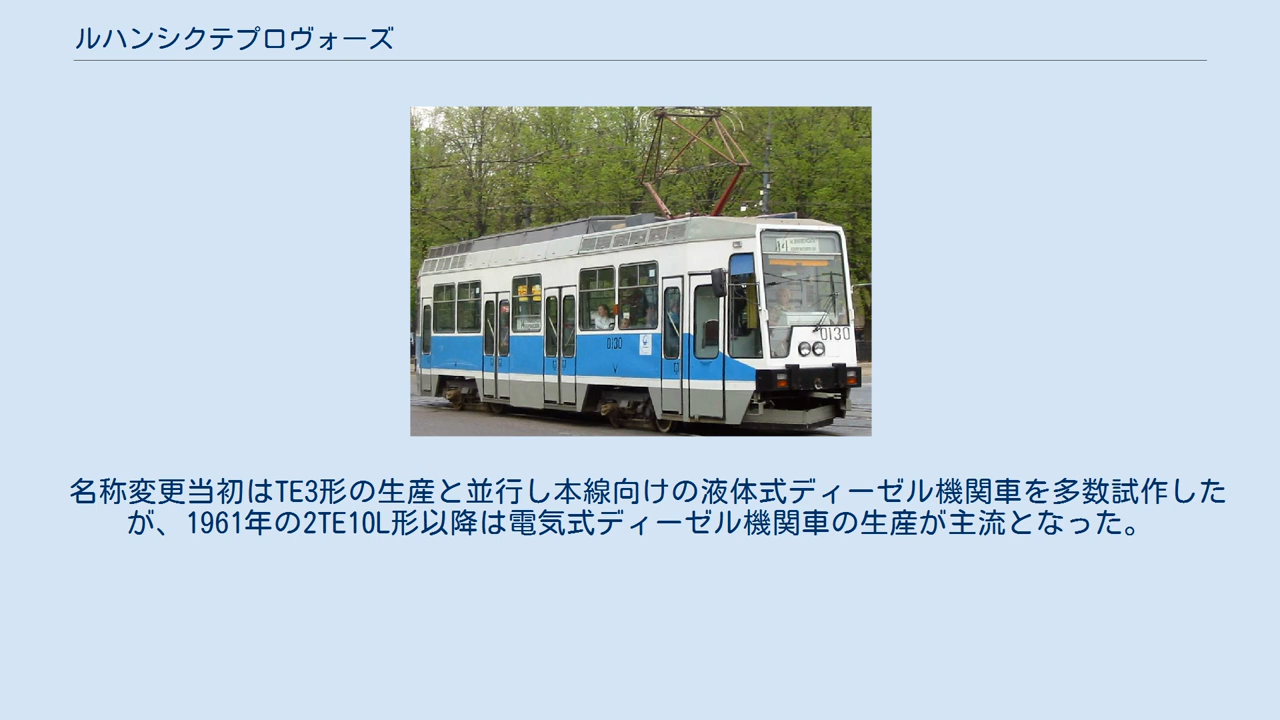 ルハンシクテプロヴォーズ
0130
0130
名称変更当初はTE3形の生産と並行し本線向けの液体式ディーゼル機関車を多数試作した
が、1961年の2TE10L形以降は電気式ディーゼル機関車の生産が主流となった。